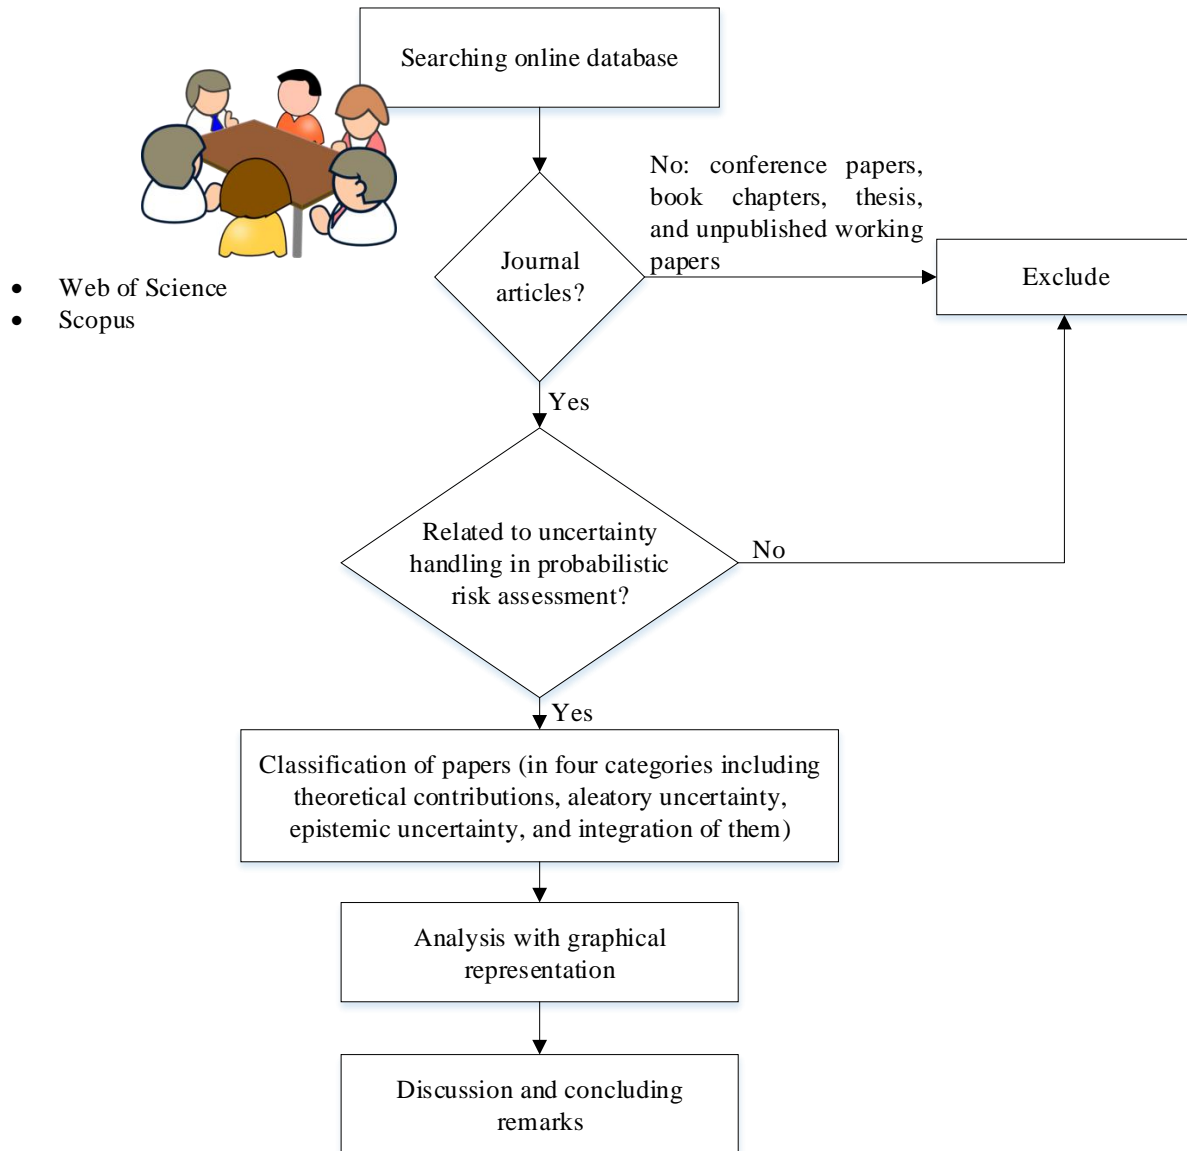 Searching online database
No: conference papers,
book chapters, thesis,
and unpublished working
papers
Journal
articles?
Exclude
• Web of Science
• Scopus
Yes
Related to uncertainty
handling in probabilistic
risk assessment?
No
Yes
Classification of papers (in four categories including
theoretical contributions, aleatory uncertainty,
epistemic uncertainty, and integration of them)
Analysis with graphical
representation
Discussion and concluding
remarks